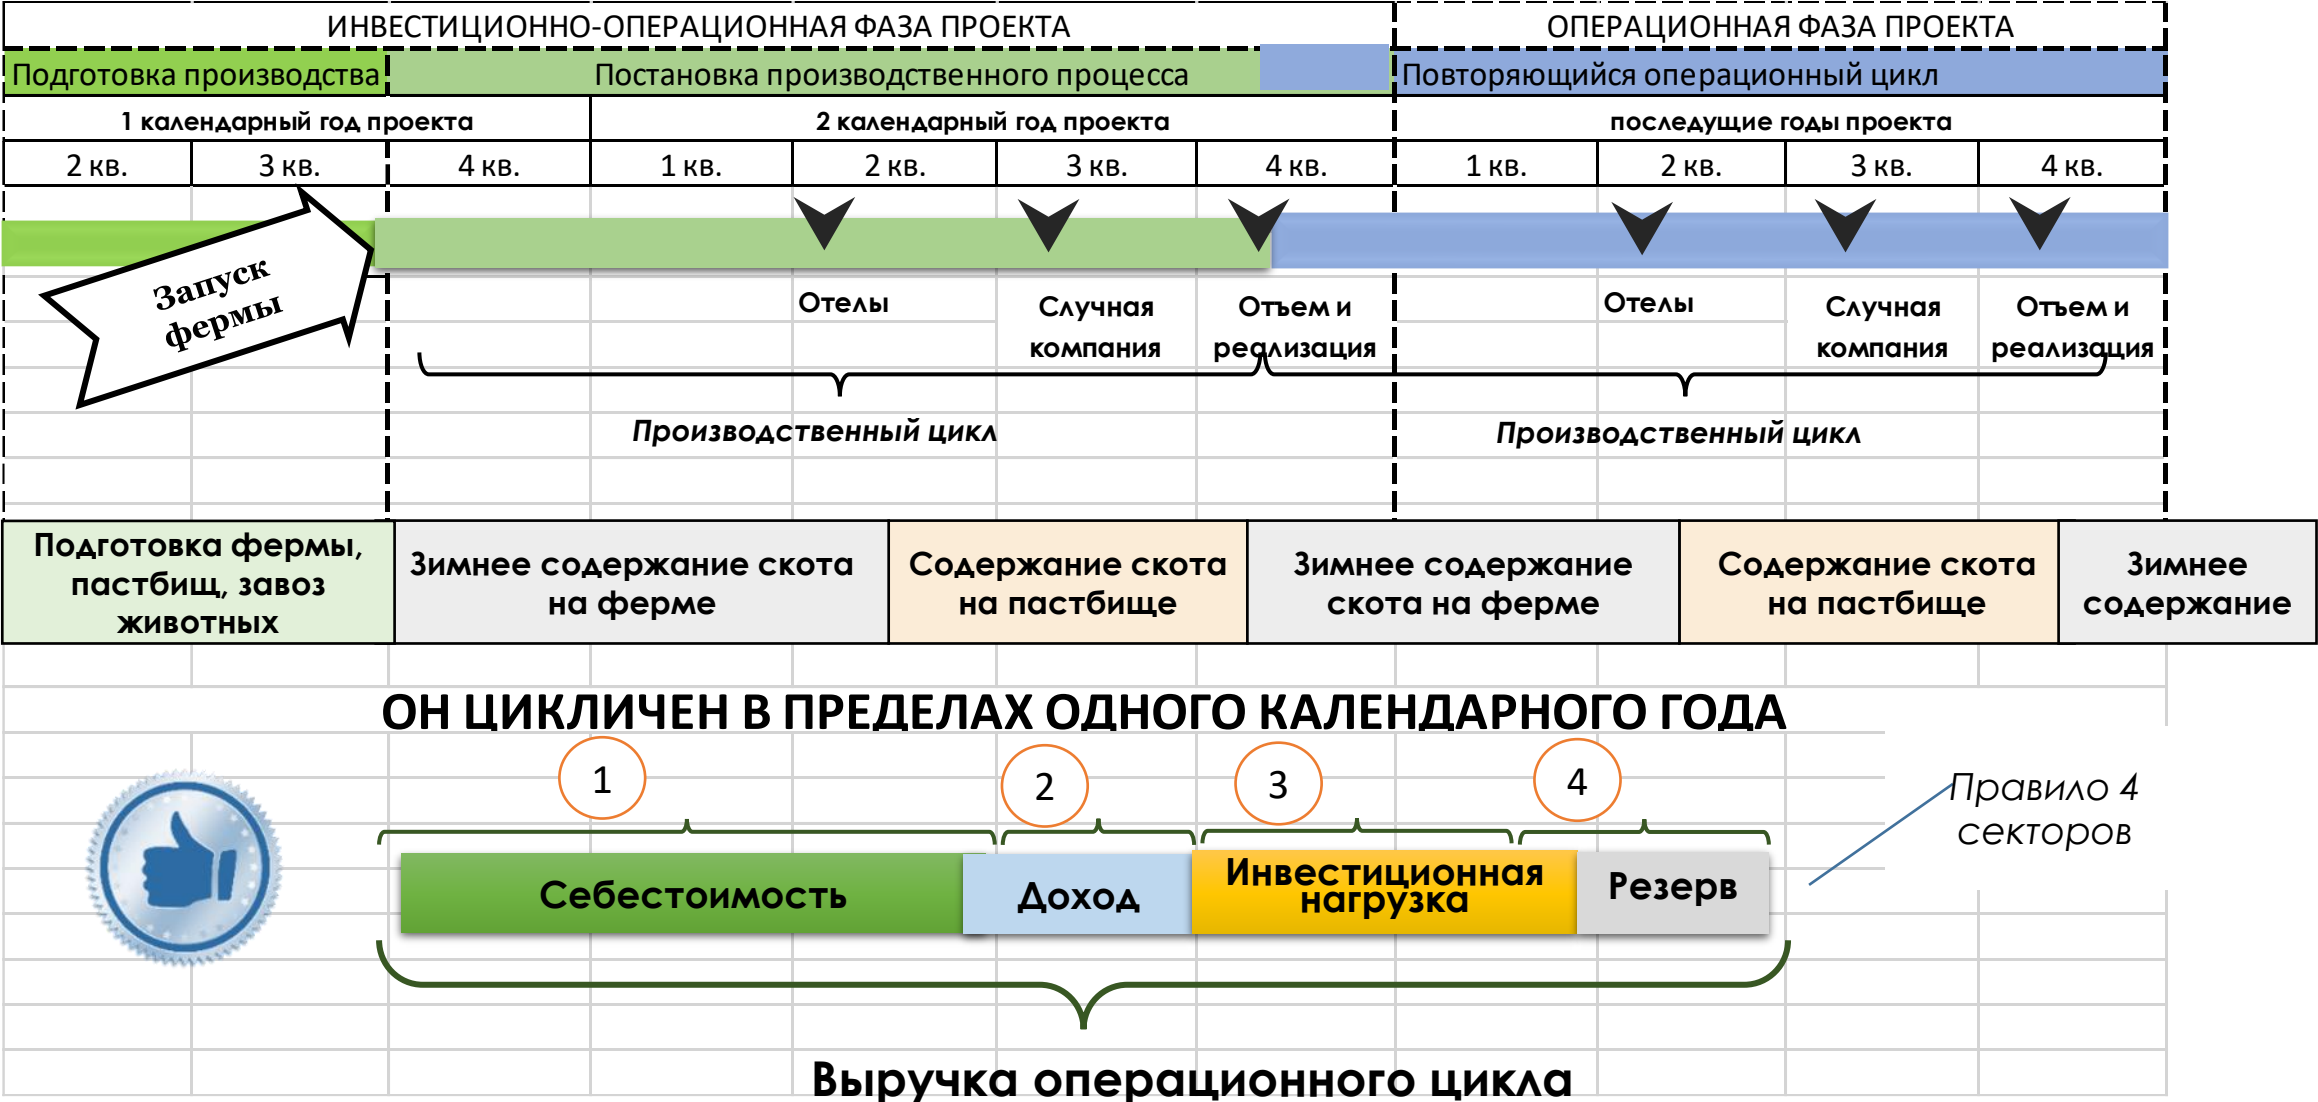 ИНВЕСТИЦИОННО-ОПЕРАЦИОННАЯ ФАЗА ПРОЕКТА
ОПЕРАЦИОННАЯ ФАЗА ПРОЕКТА
Подготовка производства
Постановка производственного процесса
Повторяющийся операционный цикл
1 календарный год проекта
2 календарный год проекта
последущие годы проекта
2 кв.
3 кв.
4 кв.
1 кв.
2 кв.
3 кв.
4 кв.
1 кв.
2 кв.
3 кв.
4 кв.
Запуск
фермы
Отелы
Случная
компания
Отъем и
реализация
Отелы
Случная
компания
Отъем и
реализация
Производственный цикл
Производственный цикл
Подготовка фермы,
пастбищ, завоз
животных
Зимнее содержание скота
на ферме
Содержание скота
на пастбище
Зимнее содержание
скота на ферме
Содержание скота
на пастбище
Зимнее
содержание
ОН ЦИКЛИЧЕН В ПРЕДЕЛАХ ОДНОГО КАЛЕНДАРНОГО ГОДА
1
2
3
4
Правило 4
секторов
Себестоимость
Доход
Инвестиционная
нагрузка
Резерв
Выручка операционного цикла